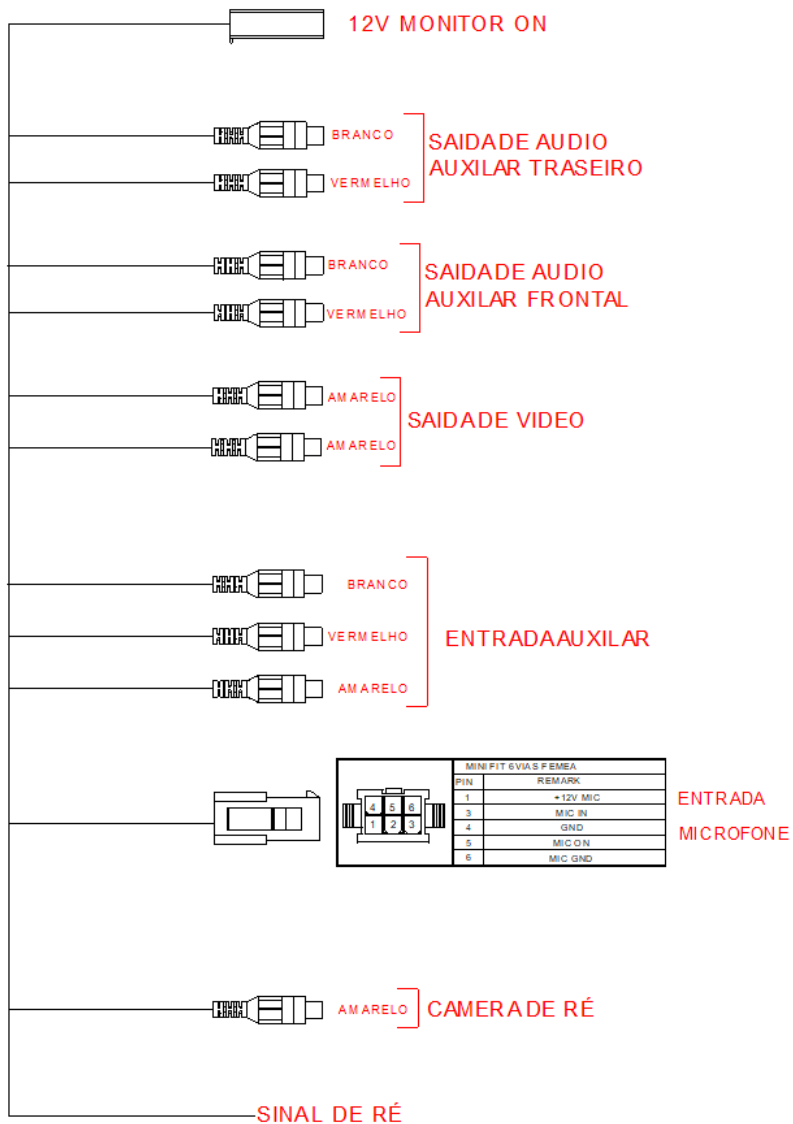 12V MONITOR ON
BRANCO
VERMELHO
SAIDADE AUDIO
AUXILAR TRASEIRO
BRANCO
VERMELHO
SAIDADE AUDIO
AUXILAR FRONTAL
AMARELO
AMARELO
SAIDADE VIDEO
BRANCO
VERMELHO
AMARELO
ENTRADAAUXILAR
4 5 6
1 2 3
MINI FIT 6VIAS FEMEA
PIN REMARK
1 +12V MIC
3 MIC IN
4 GND
5 MIC ON
6 MIC GND
ENTRADA
MICROFONE
AMARELO
CAMERADE RÉ
SINAL DE RÉ